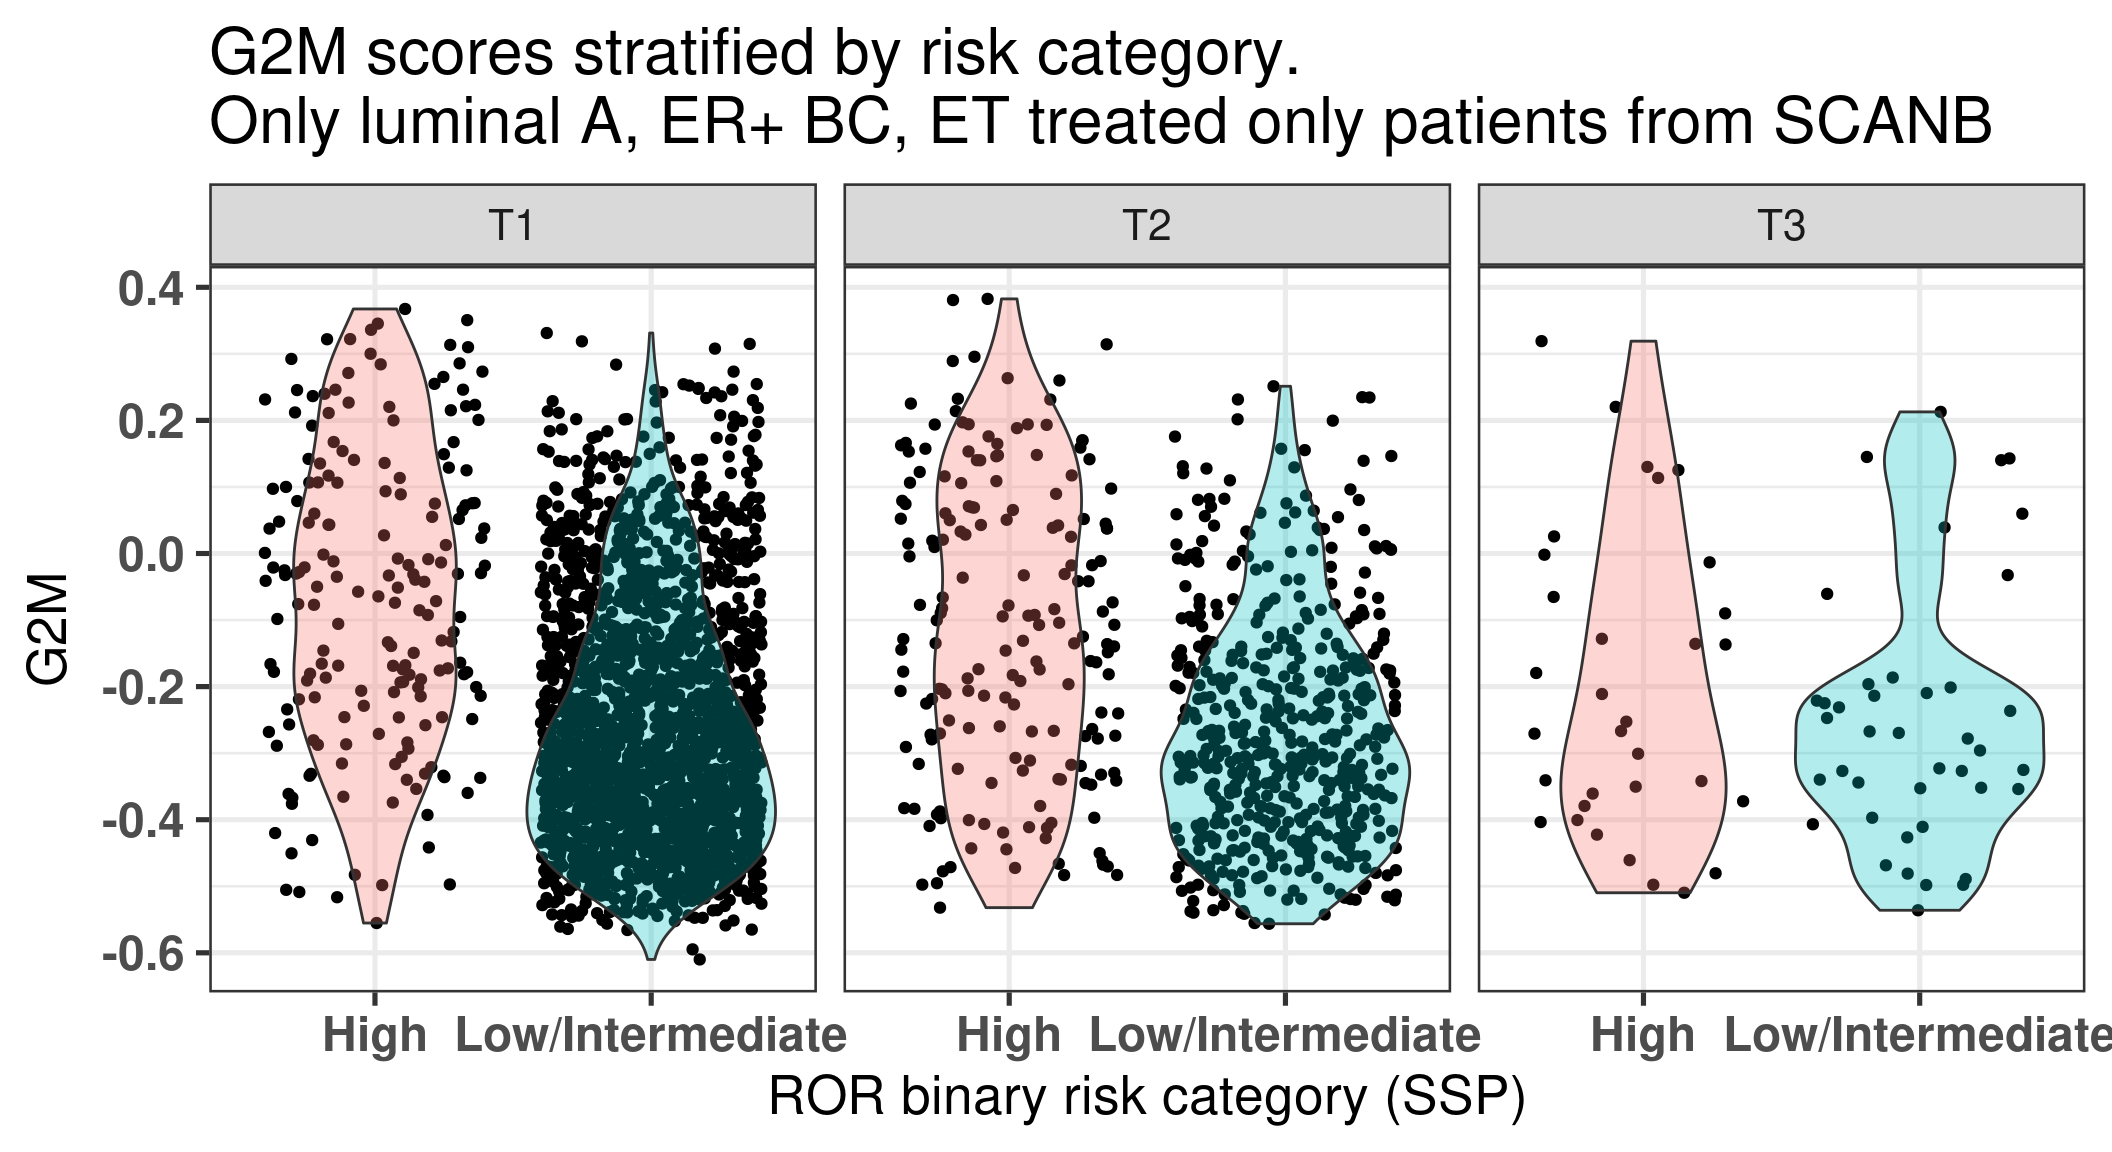 G2M scores stratified by risk category.
Only luminal A, ER+ BC, ET treated only patients from SCANB
T1 T2 T3
G2M
0.4
0.2
0.0
-0.2
-0.4
-0.6
High Low/Intermediate High Low/Intermediate High Low/Intermediate
ROR binary risk category (SSP)